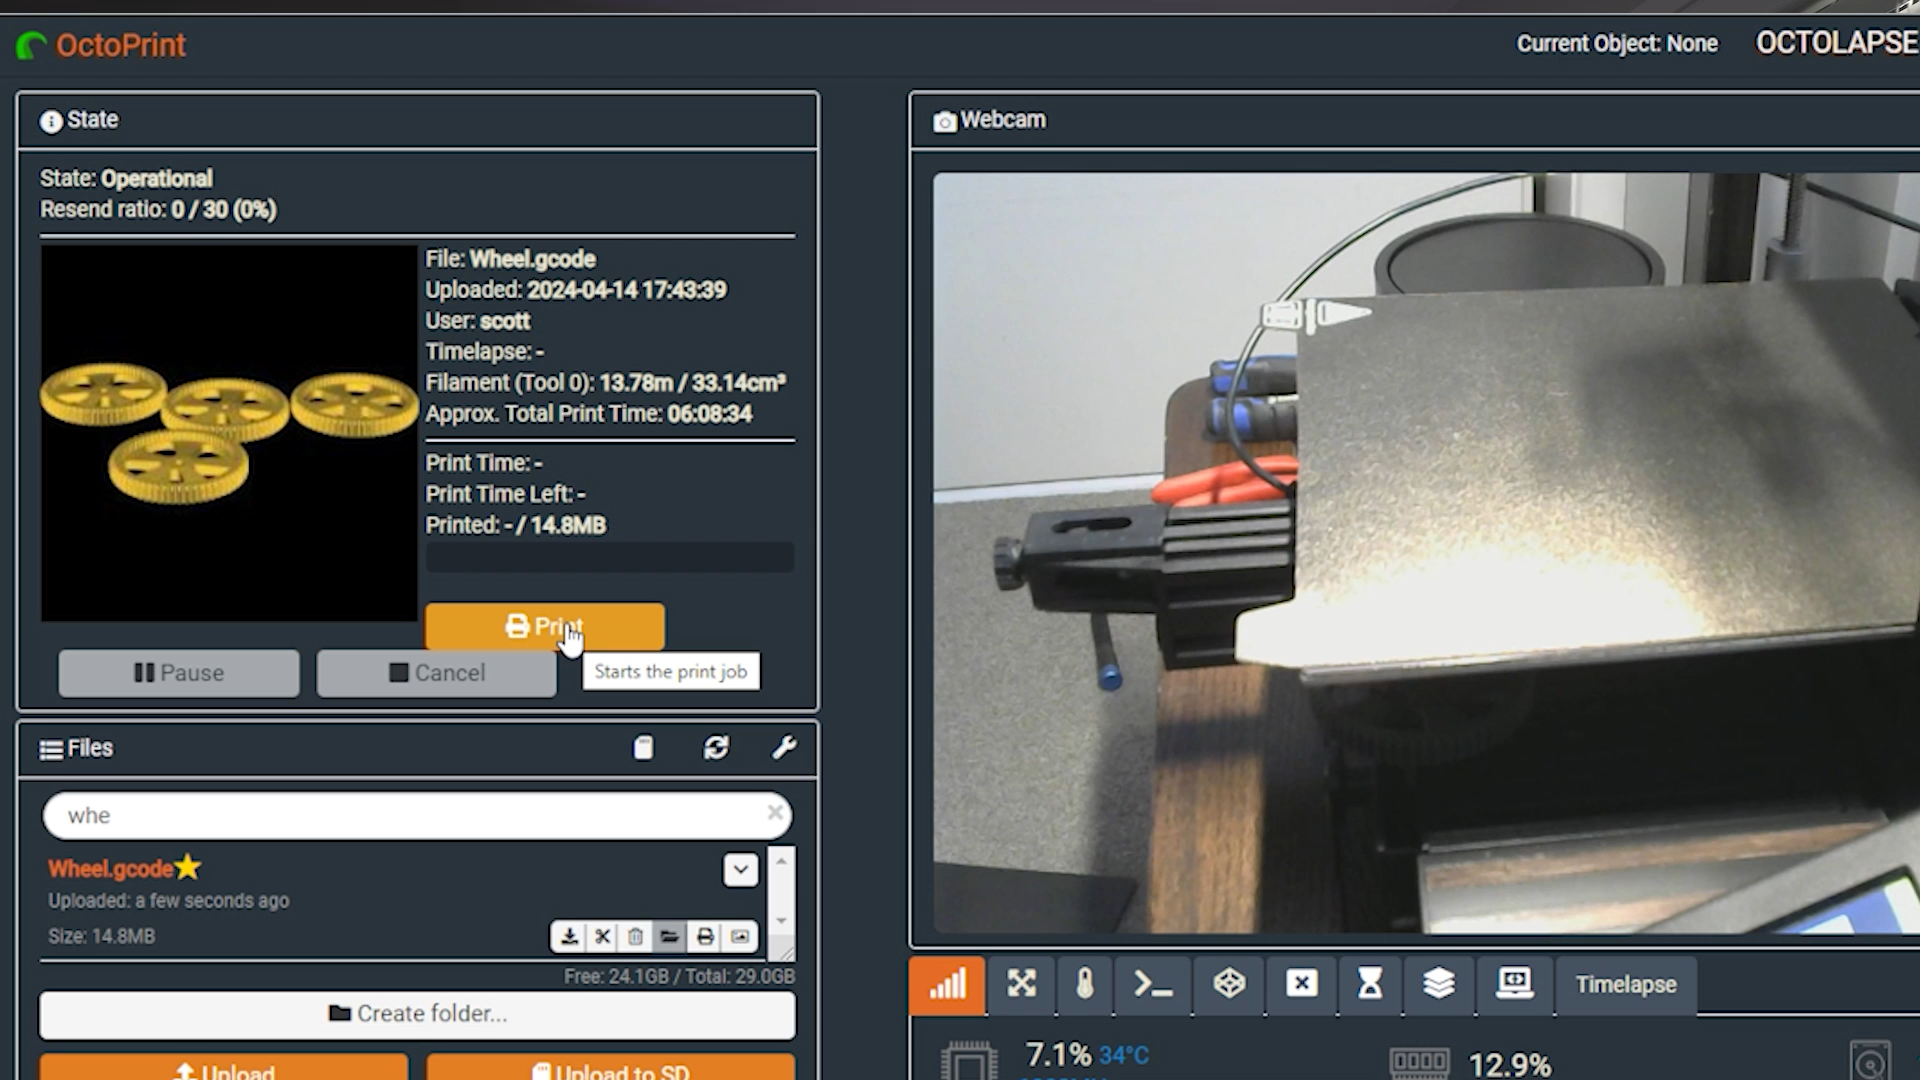 OctoPrint
Current Object: None
OCTOLAPSE
State
State: Operational
Resend ratio: 0 / 30 (0%)
File: Wheel.gcode
Uploaded: 2024-04-14 17:43:39
User: scott
Timelapse: -
Filament (Tool 0): 13.78m / 33.14cm³
Approx. Total Print Time: 06:08:34
Print Time: -
Print Time Left: -
Printed: - / 14.8MB
Print
Pause
Cancel
Starts the print job
Files
whe
Wheel.gcode
Uploaded: a few seconds ago
Size: 14.8MB
Free: 24.1GB / Total: 29.0GB
Create folder...
Upload
Upload to SD
Webcam
Timelapse
7.1% 34°C
12.9%